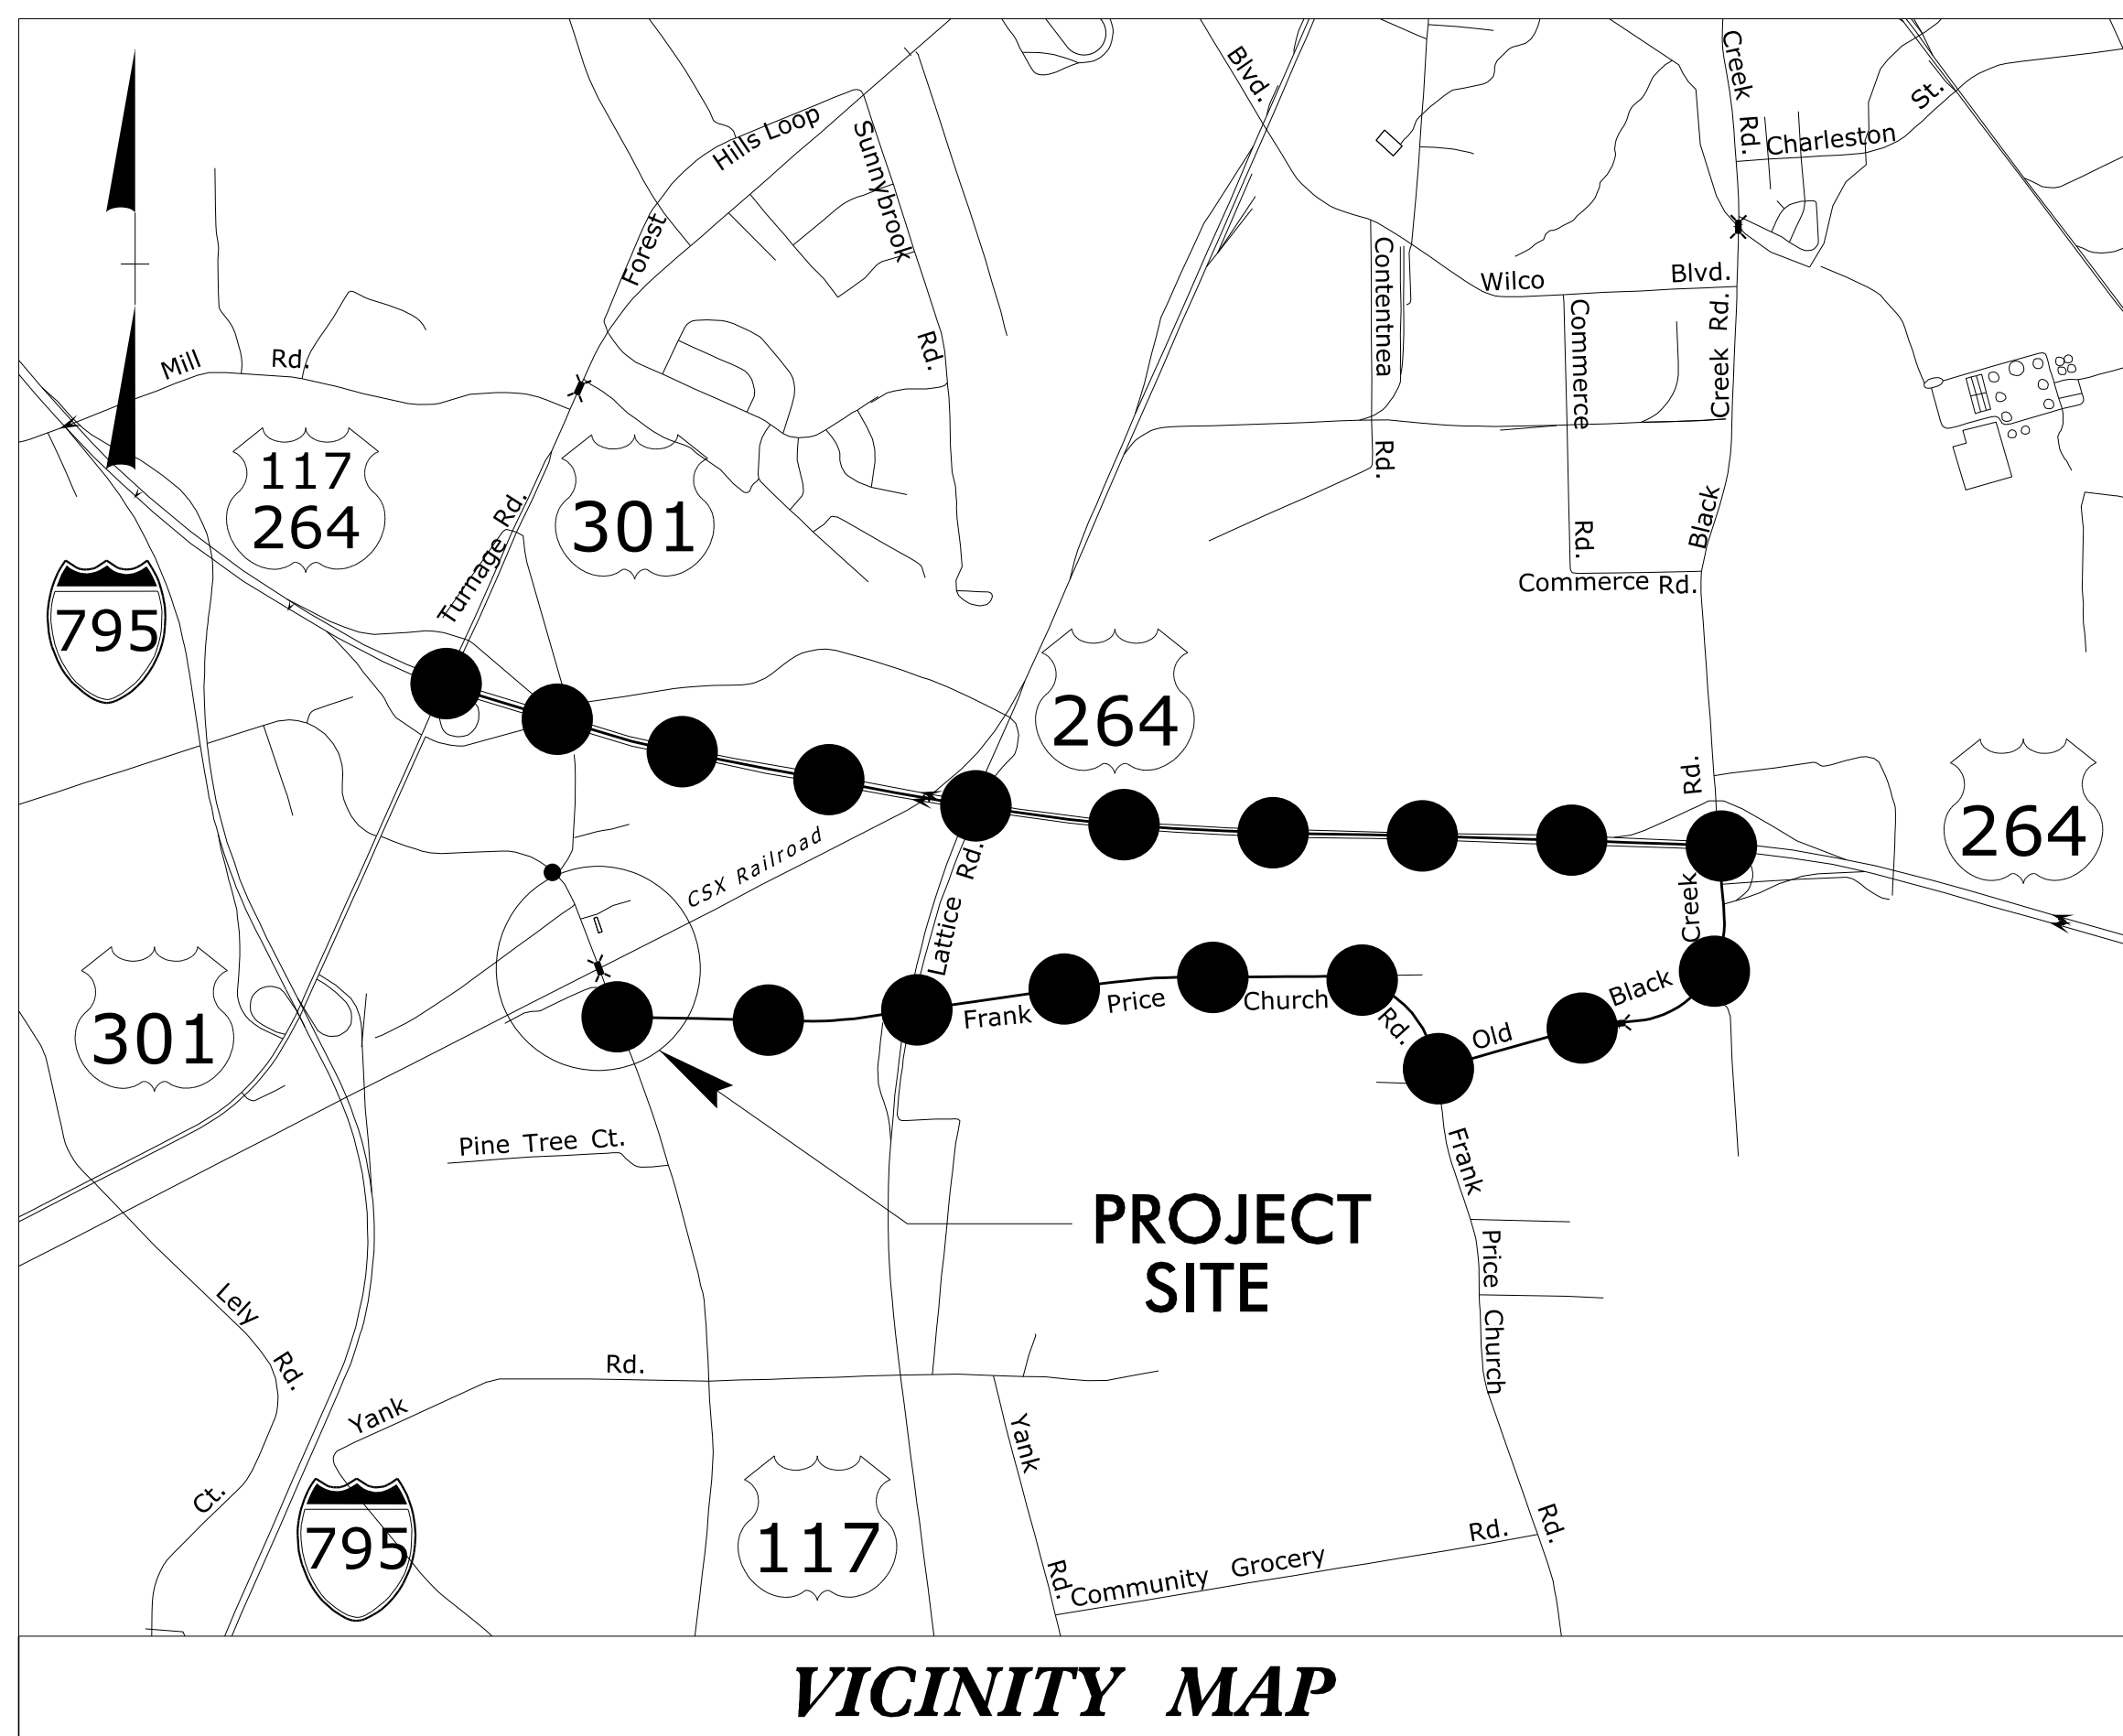 Blvd.
Creek Rd.
St.
Charleston
Hills Loop
Sunnybrook
Rd.
Forest
Contentnea
Rd.
Wilco Blvd.
Commerce
Rd.
Creek Rd.
Black
Commerce Rd.
Mill Rd.
117
264
301
795
Turnage Rd.
264
Rd.
264
CSX Railroad
Lattice Rd.
Creek
Black
Old
301
Frank Price Church Rd.
Pine Tree Ct.
Frank Price Church Rd.
PROJECT
SITE
Lely Rd.
Ct.
Yank Rd.
Yank Rd.
795
117
Community Grocery Rd.
VICINITY MAP